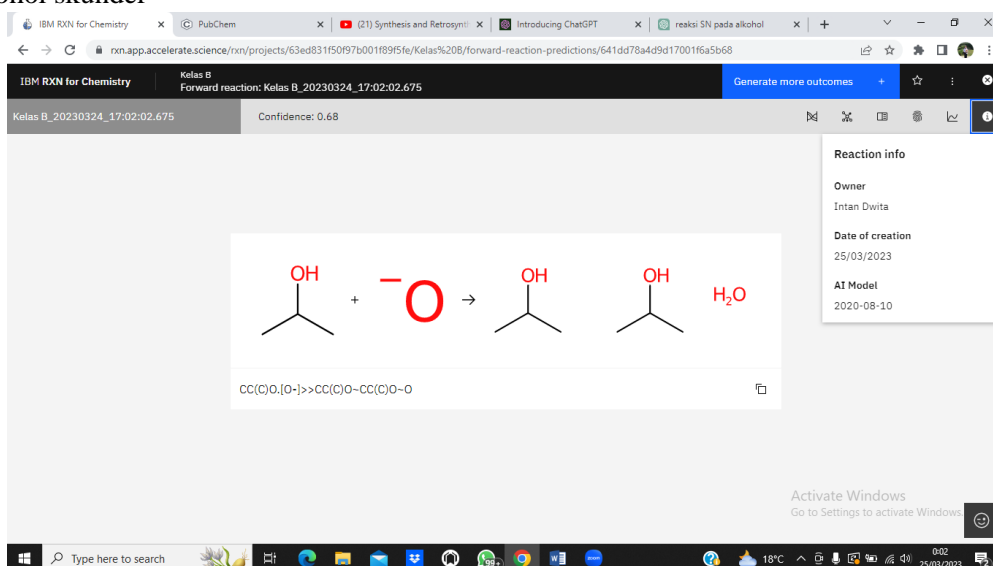 IBM RXN for Chemistry
PubChem
(21) Synthesis and Retrosynth
Introducing ChatGPT
reaksi SN pada alkohol
rxn.app.accelerate.science/rxn/projects/63ed831f50f97b001f89f5fe/Kelas%20B/forward-reaction-predictions/641dd78a4d9d17001f6a5b68
IBM RXN for Chemistry
Kelas B
Forward reaction: Kelas B_20230324_17:02:02.675
Generate more outcomes +
Kelas B_20230324_17:02:02.675
Confidence: 0.68
Reaction info
Owner
Intan Dwita
Date of creation
25/03/2023
AI Model
2020-08-10
OH
+
−O
→
OH
OH
H₂O
CC(C)O.[O-]>>CC(C)O~CC(C)O~O
Activate Windows
Go to Settings to activate Windows.
Type here to search
99+
zoom
18°C
0:02
25/03/2023